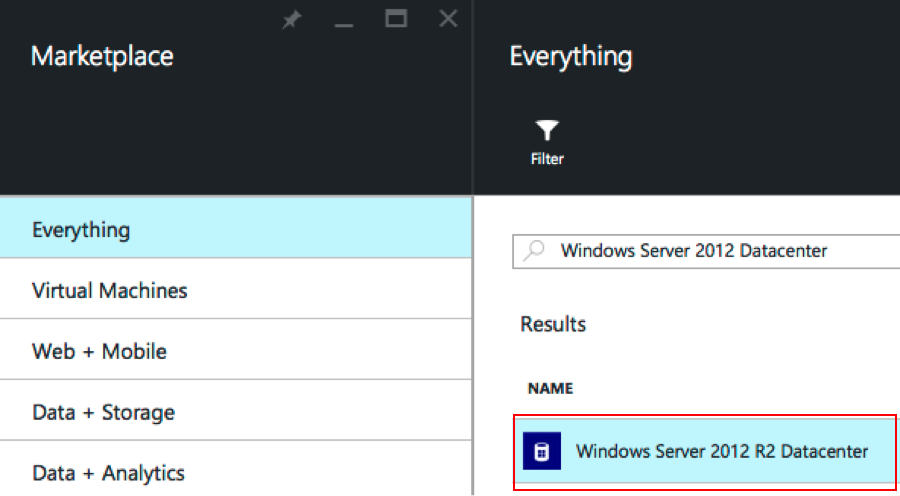 Marketplace
Everything
Virtual Machines
Web + Mobile
Data + Storage
Data + Analytics
Everything
Filter
Windows Server 2012 Datacenter
Results
NAME
Windows Server 2012 R2 Datacenter